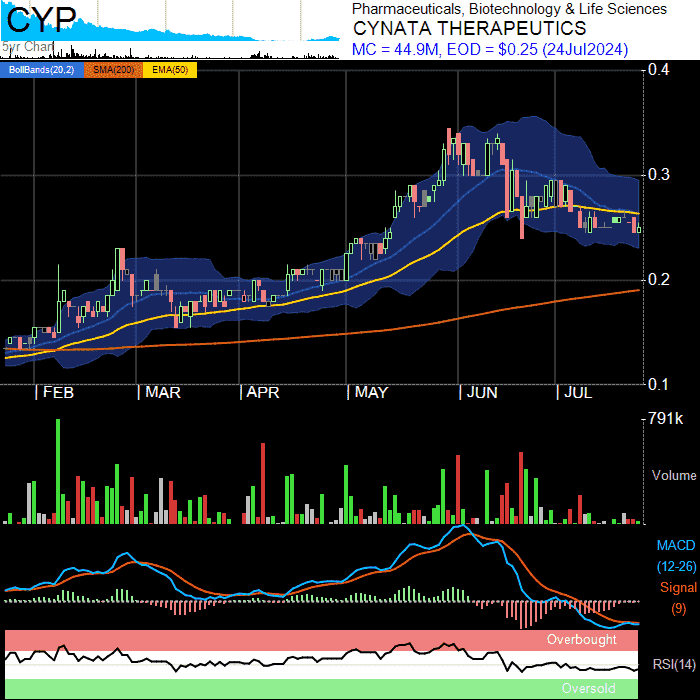 CYP
5yr Chart
Pharmaceuticals, Biotechnology & Life Sciences
CYNATA THERAPEUTICS
MC = 44.9M, EOD = $0.25 (24Jul2024)
BollBands(20,2) SMA(200) EMA(50)
0.4
0.3
0.2
0.1
FEB MAR APR MAY JUN JUL
791k
Volume
MACD
(12-26)
Signal
(9)
Overbought
RSI(14)
Oversold